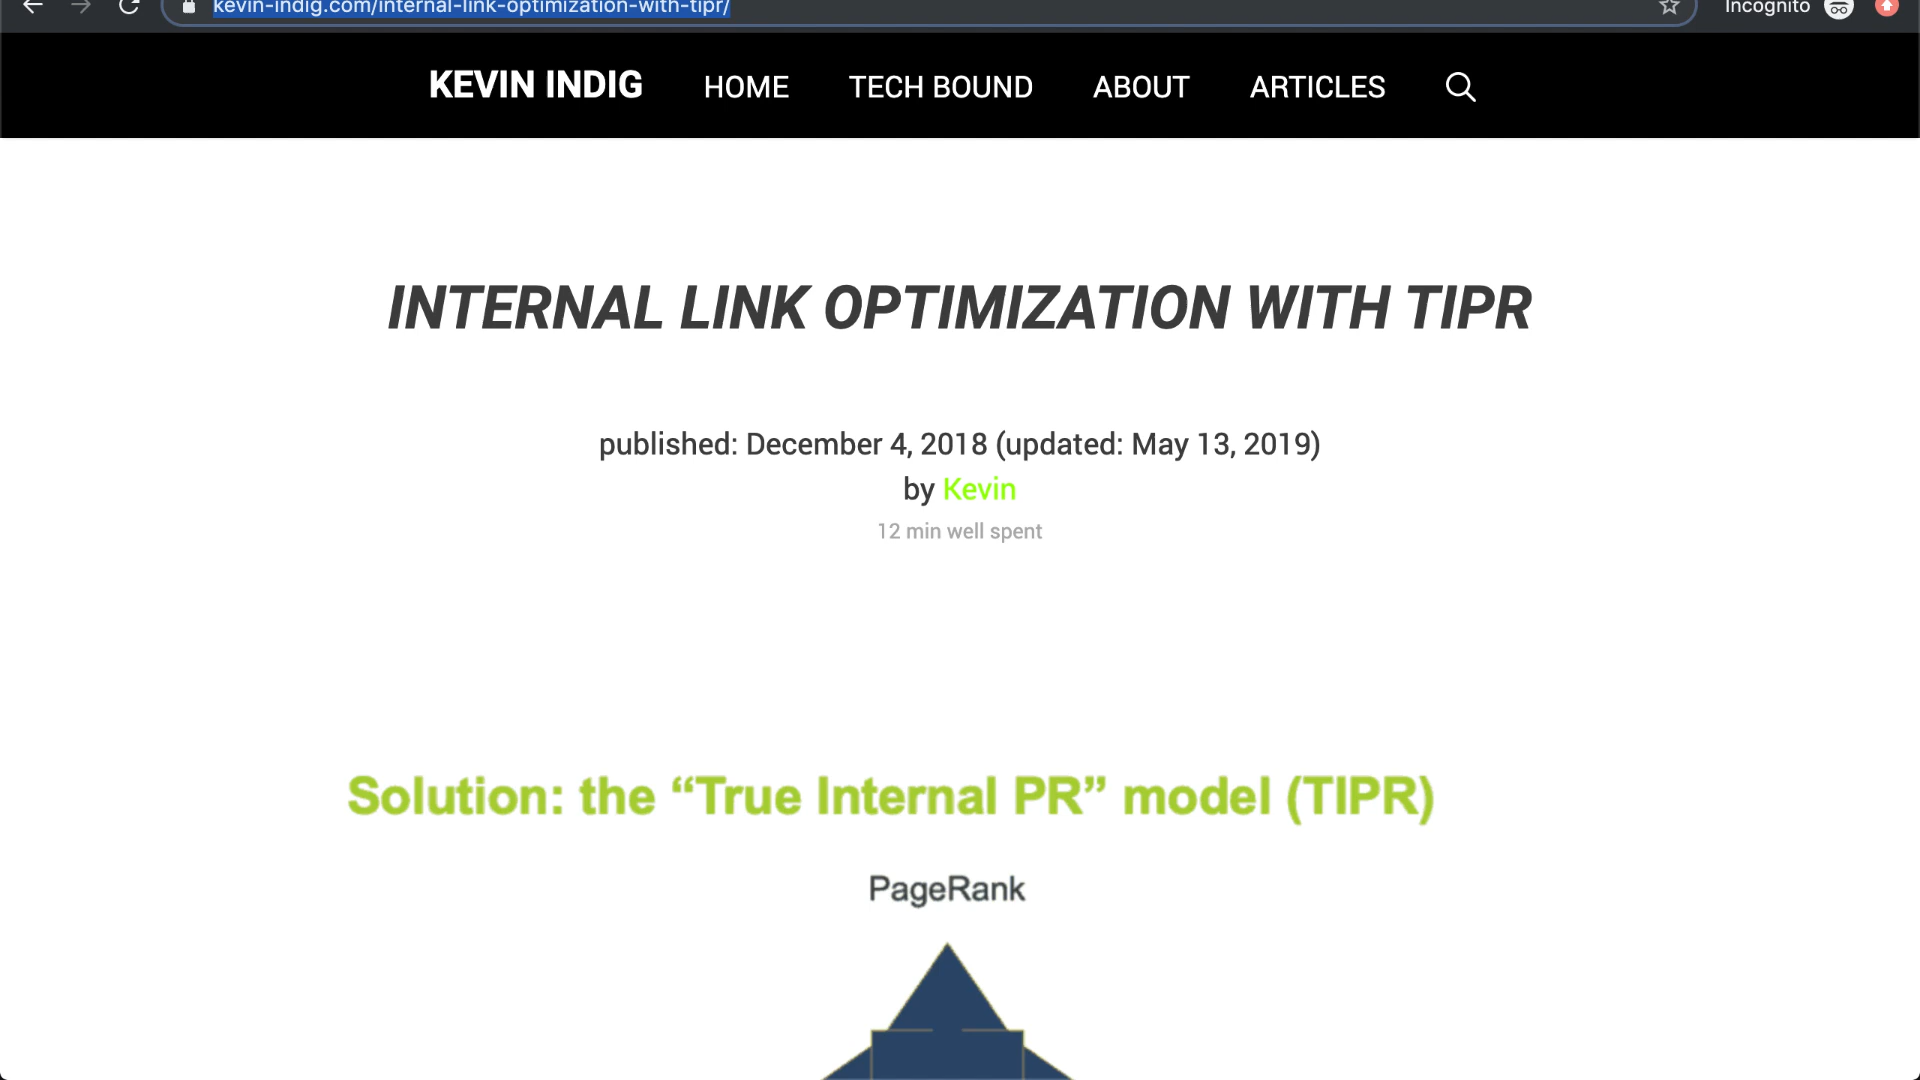 kevin-indig.com/internal-link-optimization-with-tipr/
Incognito
KEVIN INDIG HOME TECH BOUND ABOUT ARTICLES
INTERNAL LINK OPTIMIZATION WITH TIPR
published: December 4, 2018 (updated: May 13, 2019)
by Kevin
12 min well spent
Solution: the “True Internal PR” model (TIPR)
PageRank